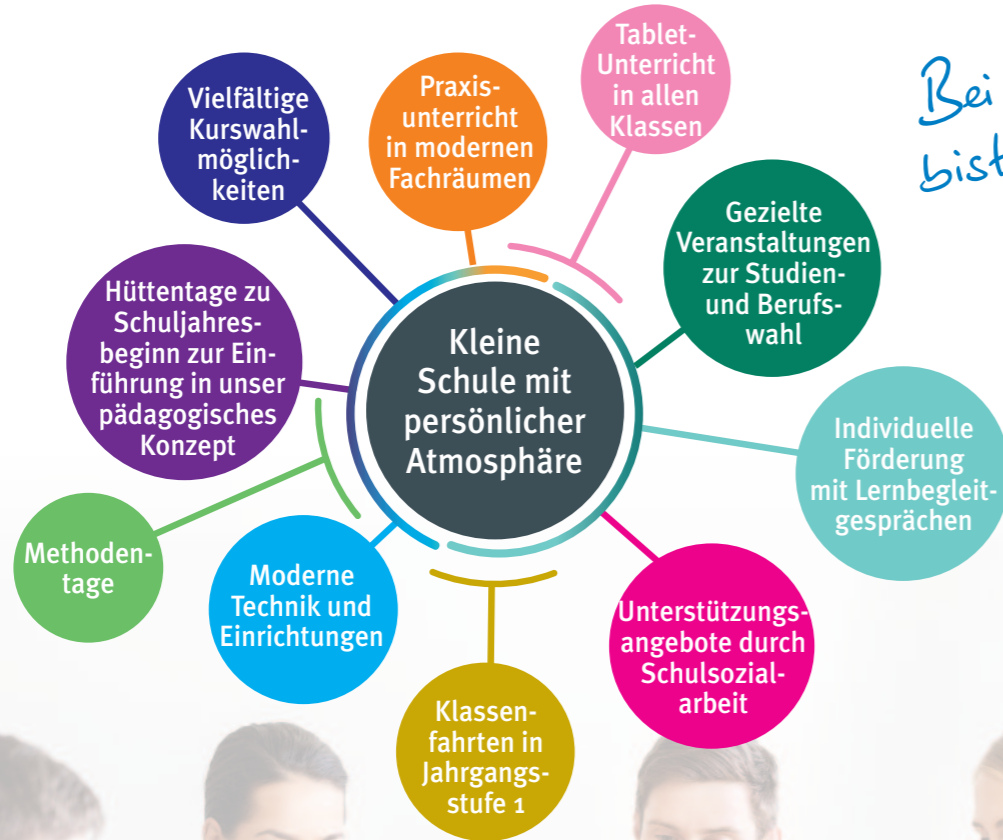 Tablet-
Unterricht
in allen
Klassen
Bei
bist
Praxis-
unterricht
in modernen
Fachräumen
Vielfältige
Kurswahl-
möglich-
keiten
Gezielte
Veranstaltungen
zur Studien-
und Berufs-
wahl
Hüttentage zu
Schuljahres-
beginn zur Ein-
führung in unser
pädagogisches
Konzept
Kleine
Schule mit
persönlicher
Atmosphäre
Individuelle
Förderung
mit Lernbegleit-
gesprächen
Methoden-
tage
Moderne
Technik und
Einrichtungen
Unterstützungs-
angebote durch
Schulsozial-
arbeit
Klassen-
fahrten in
Jahrgangs-
stufe 1